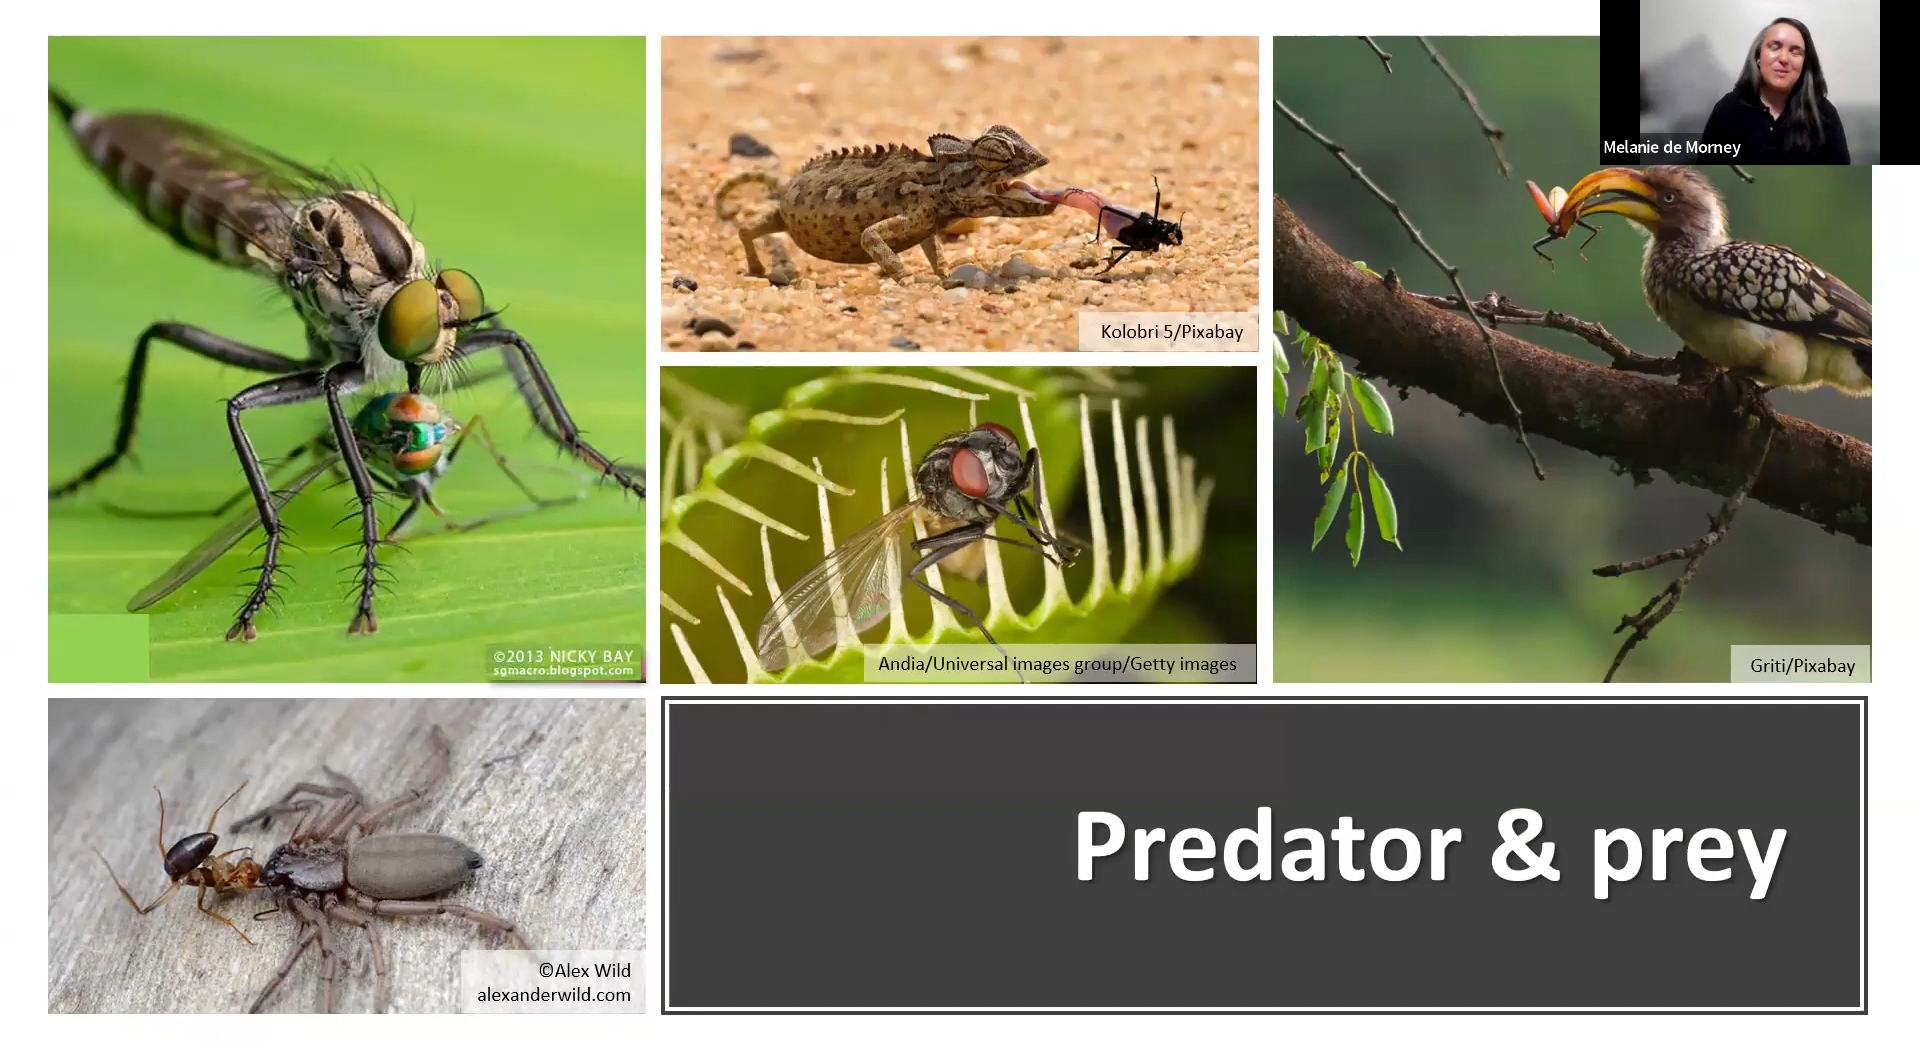 Melanie de Morney
Kolobri 5/Pixabay
©2013 NICKY BAY
sgmacro.blogspot.com
Andia/Universal images group/Getty images
Griti/Pixabay
©Alex Wild
alexanderwild.com
Predator & prey